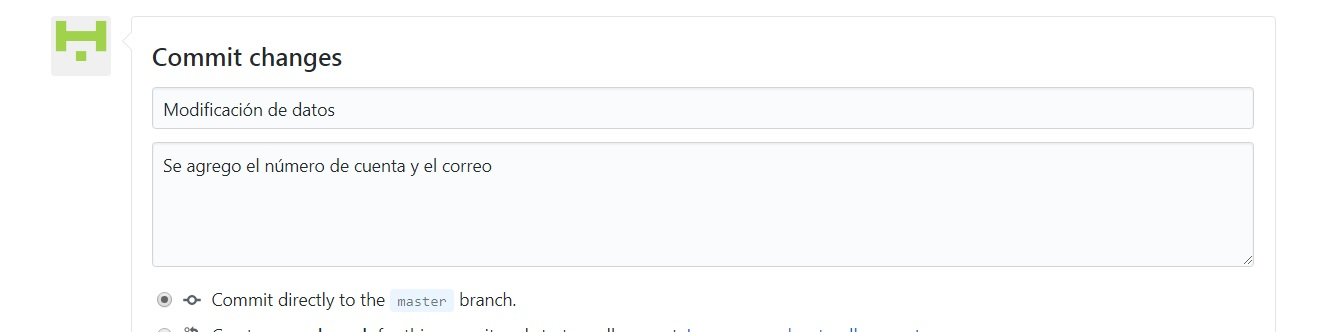 Commit changes
Modificación de datos
Se agrego el número de cuenta y el correo
Commit directly to the master branch.